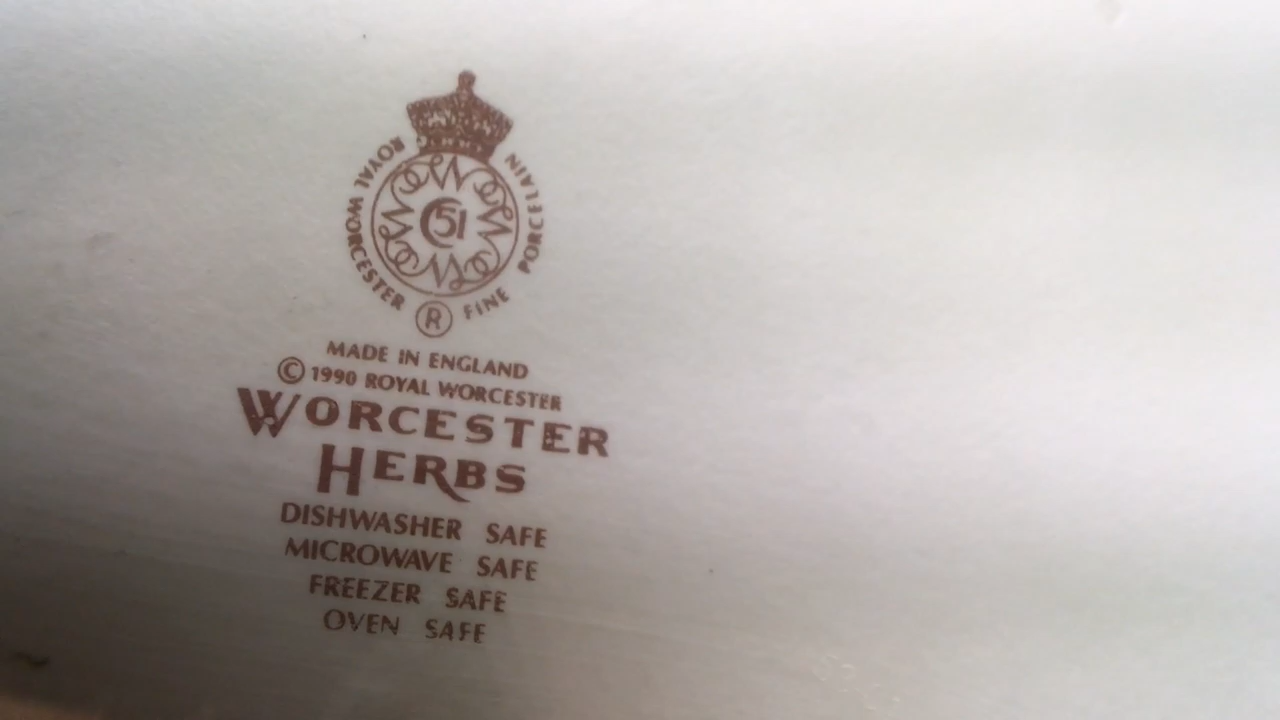 ROYAL WORCESTER ® FINE PORCELAIN
C51
MADE IN ENGLAND
© 1990 ROYAL WORCESTER
WORCESTER
HERBS
DISHWASHER SAFE
MICROWAVE SAFE
FREEZER SAFE
OVEN SAFE